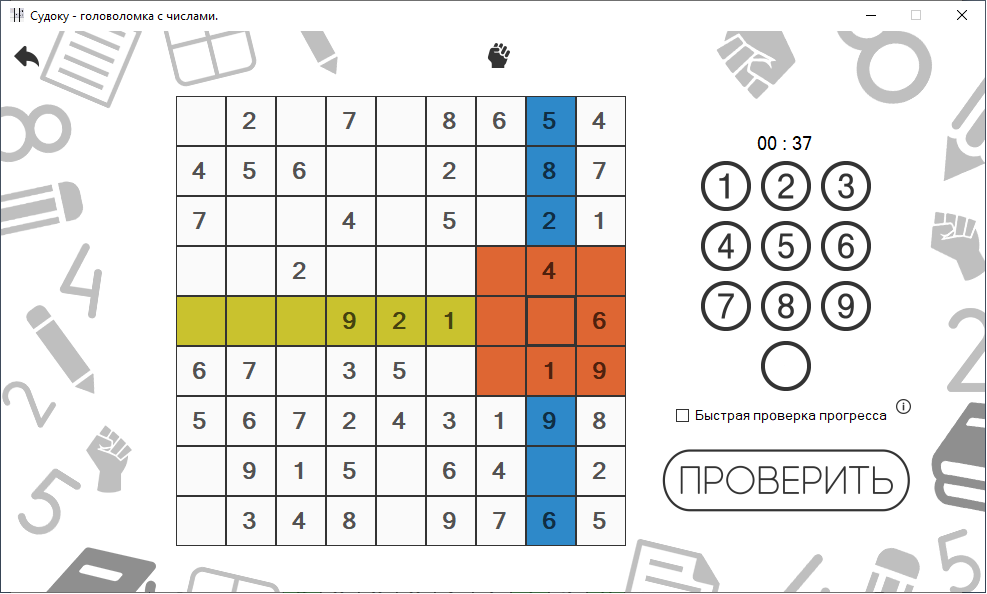 Судоку - головоломка с числами.
2 7 8 6 5 4
4 5 6 2 8 7
7 4 5 2 1
2 4
9 2 1 6
6 7 3 5 1 9
5 6 7 2 4 3 1 9 8
9 1 5 6 4 2
3 4 8 9 7 6 5
00 : 37
1 2 3
4 5 6
7 8 9
Быстрая проверка прогресса
ПРОВЕРИТЬ